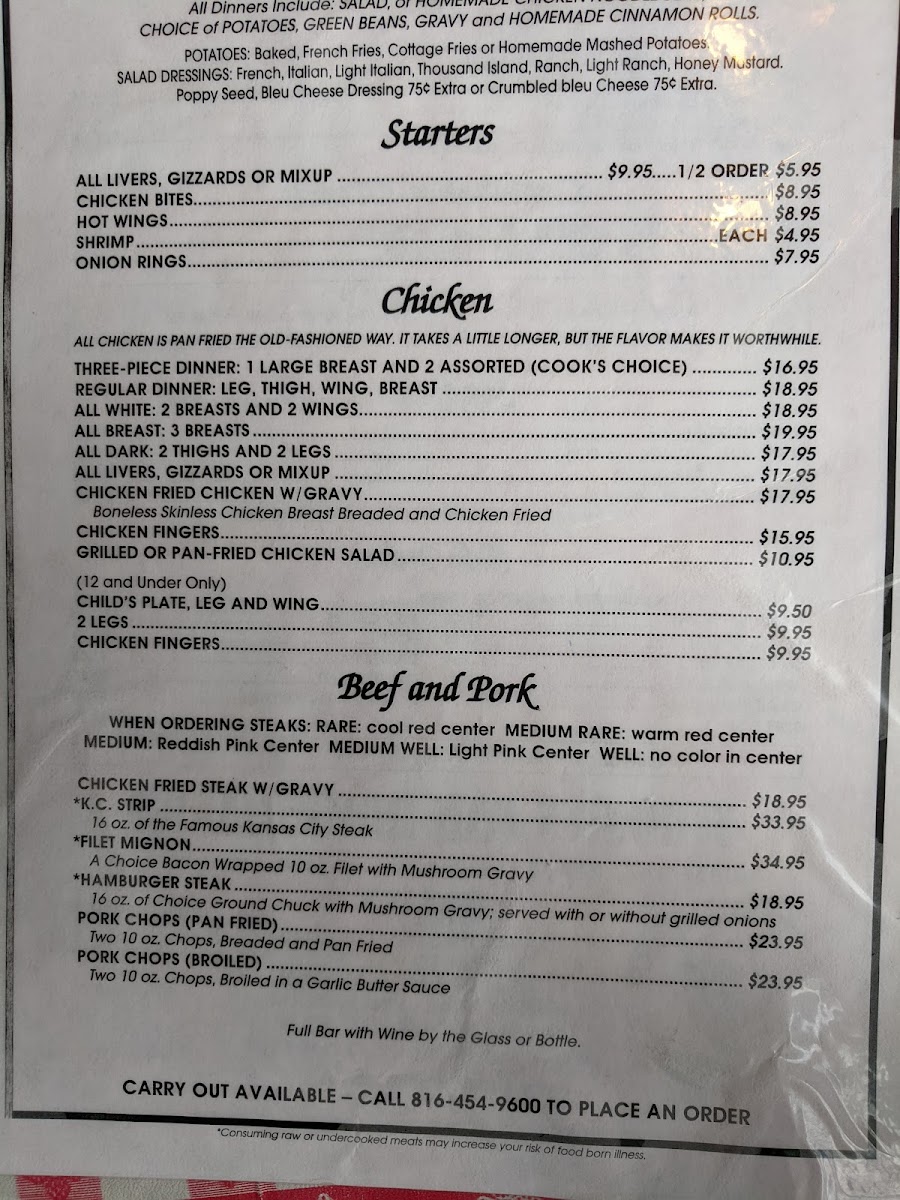 All Dinners Include: SALAD, or HOMEMADE CHICKEN
CHOICE of POTATOES, GREEN BEANS, GRAVY and HOMEMADE CINNAMON ROLLS.
POTATOES: Baked, French Fries, Cottage Fries or Homemade Mashed Potatoes.
SALAD DRESSINGS: French, Italian, Light Italian, Thousand Island, Ranch, Light Ranch, Honey Mustard.
Poppy Seed, Bleu Cheese Dressing 75¢ Extra or Crumbled bleu Cheese 75¢ Extra.
Starters
ALL LIVERS, GIZZARDS OR MIXUP ........ $9.95.....1/2 ORDER $5.95
CHICKEN BITES........ $8.95
HOT WINGS........ $8.95
SHRIMP........EACH $4.95
ONION RINGS........ $7.95
Chicken
ALL CHICKEN IS PAN FRIED THE OLD-FASHIONED WAY. IT TAKES A LITTLE LONGER, BUT THE FLAVOR MAKES IT WORTHWHILE.
THREE-PIECE DINNER: 1 LARGE BREAST AND 2 ASSORTED (COOK'S CHOICE) ........ $16.95
REGULAR DINNER: LEG, THIGH, WING, BREAST ........ $18.95
ALL WHITE: 2 BREASTS AND 2 WINGS........ $18.95
ALL BREAST: 3 BREASTS ........ $19.95
ALL DARK: 2 THIGHS AND 2 LEGS ........ $17.95
ALL LIVERS, GIZZARDS OR MIXUP ........ $17.95
CHICKEN FRIED CHICKEN W/GRAVY........ $17.95
Boneless Skinless Chicken Breast Breaded and Chicken Fried
CHICKEN FINGERS........ $15.95
GRILLED OR PAN-FRIED CHICKEN SALAD........ $10.95
(12 and Under Only)
CHILD'S PLATE, LEG AND WING........ $9.50
2 LEGS ........ $9.95
CHICKEN FINGERS........ $9.95
Beef and Pork
WHEN ORDERING STEAKS: RARE: cool red center MEDIUM RARE: warm red center
MEDIUM: Reddish Pink Center MEDIUM WELL: Light Pink Center WELL: no color in center
CHICKEN FRIED STEAK W/GRAVY ........ $18.95
*K.C. STRIP ........ $33.95
16 oz. of the Famous Kansas City Steak
*FILET MIGNON........ $34.95
A Choice Bacon Wrapped 10 oz. Filet with Mushroom Gravy
*HAMBURGER STEAK ........ $18.95
16 oz. of Choice Ground Chuck with Mushroom Gravy; served with or without grilled onions
PORK CHOPS (PAN FRIED)........ $23.95
Two 10 oz. Chops, Breaded and Pan Fried
PORK CHOPS (BROILED) ........ $23.95
Two 10 oz. Chops, Broiled in a Garlic Butter Sauce
Full Bar with Wine by the Glass or Bottle.
CARRY OUT AVAILABLE – CALL 816-454-9600 TO PLACE AN ORDER
*Consuming raw or undercooked meats may increase your risk of food born illness.